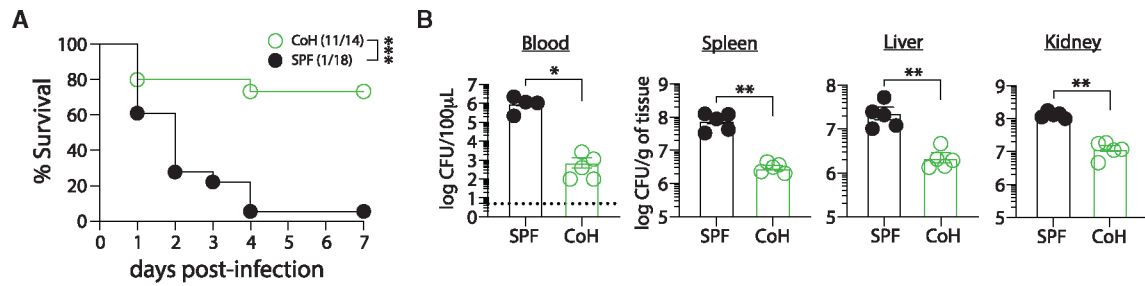 A
CoH (11/14)
SPF (1/18)
***
% Survival
100
80
60
40
20
0
0 1 2 3 4 5 6 7
days post-infection
B
Blood
*
log CFU/100μL
7
6
5
4
3
2
1
0
SPF CoH
Spleen
**
log CFU/g of tissue
9
8
7
6
5
SPF CoH
Liver
**
8
7
6
5
SPF CoH
Kidney
**
9
8
7
6
5
SPF CoH